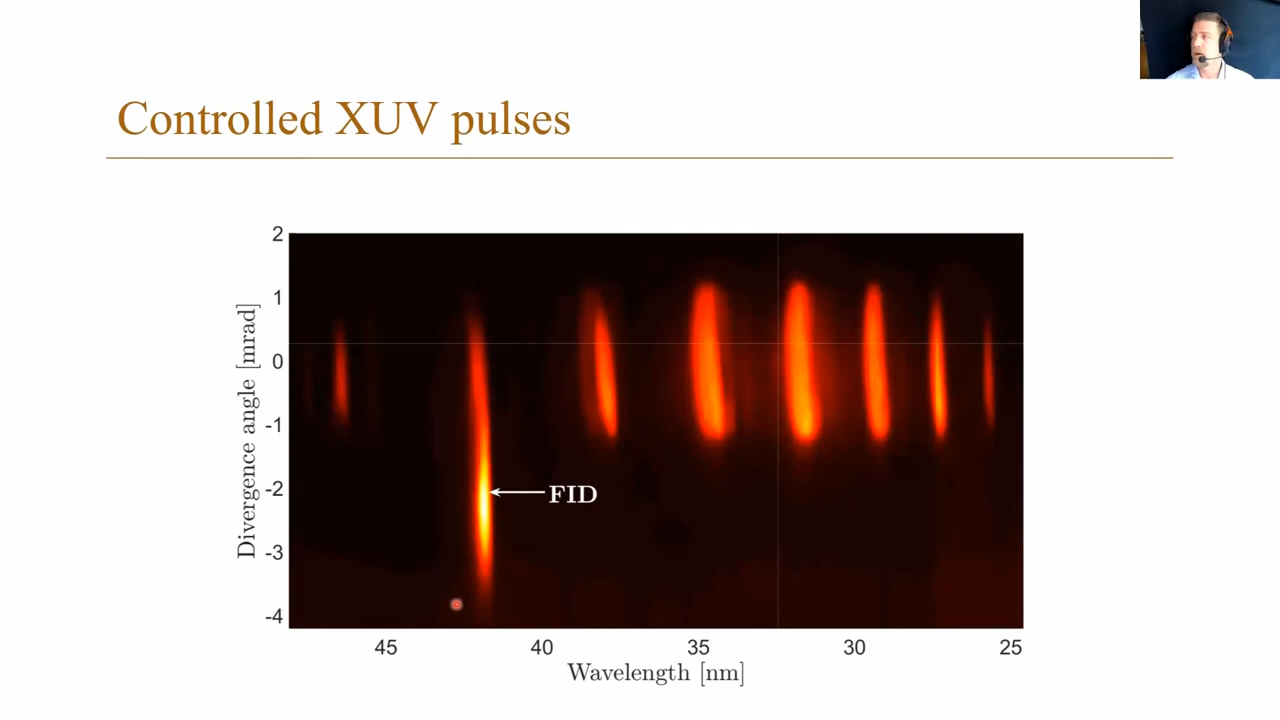 Controlled XUV pulses
2
1
0
-1
-2
-3
-4
Divergence angle [mrad]
FID
45 40 35 30 25
Wavelength [nm]